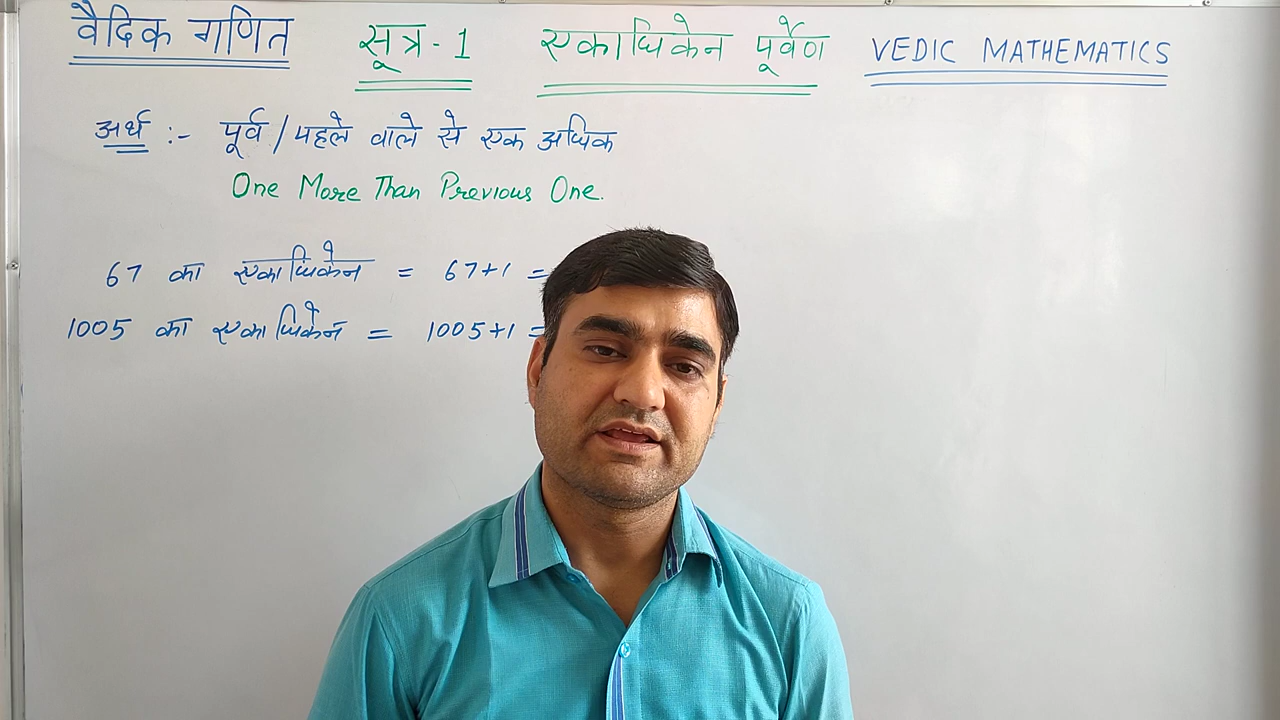 वैदिक गणित सूत्र-1 एकाधिकेन पूर्वेण VEDIC MATHEMATICS
अर्थ :- पूर्व/पहले वाले से एक अधिक
One More Than Previous One.
67 का एकाधिकेन = 67+1 =
1005 का एकाधिकेन = 1005+1 =